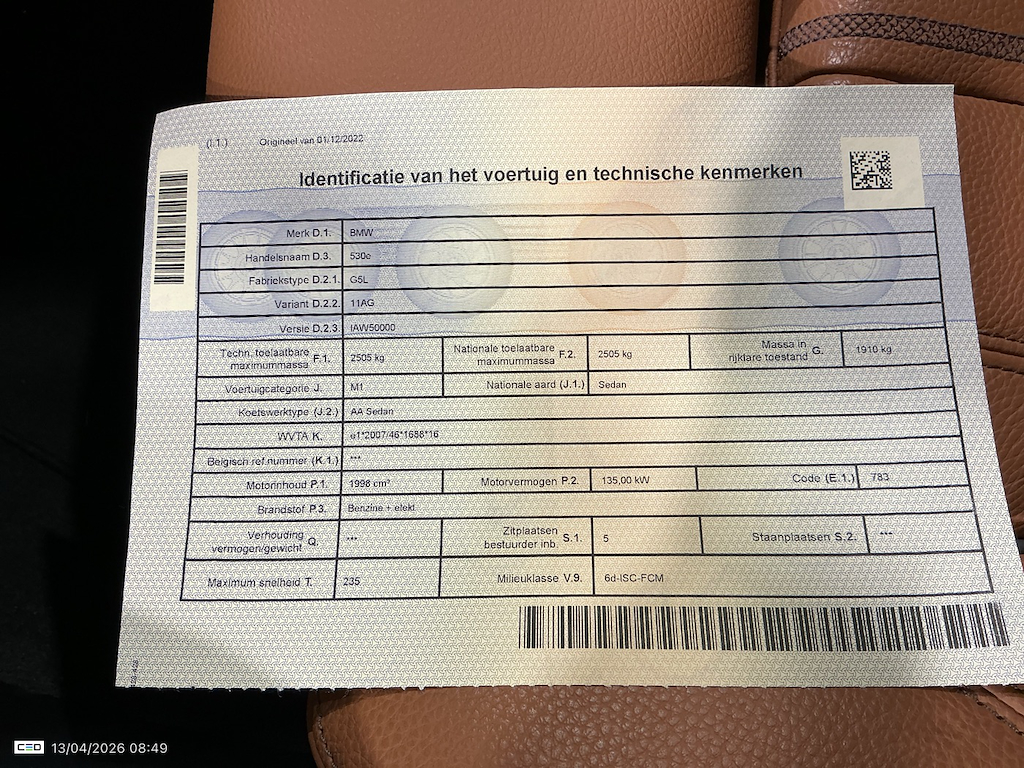 (I.1.) Origineel van 01/12/2022
Identificatie van het voertuig en technische kenmerken
Merk D.1. BMW
Handelsnaam D.3. 530e
Fabriekstype D.2.1. G5L
Variant D.2.2. 11AG
Versie D.2.3. IAW50000
Techn. toelaatbare maximummassa F.1. 2505 kg Nationale toelaatbare maximummassa F.2. 2505 kg Massa in rijklare toestand G. 1910 kg
Voertuigcategorie J. M1 Nationale aard (J.1.) Sedan
Koetswerktype (J.2.) AA Sedan
WVTA K. e1*2007/46*1688*16
Belgisch ref.nummer (K.1.) ***
Motorinhoud P.1. 1998 cm³ Motorvermogen P.2. 135,00 kW Code (E.1.) 783
Brandstof P.3. Benzine + elekt
Verhouding vermogen/gewicht Q. *** Zitplaatsen bestuurder inb. S.1. 5 Staanplaatsen S.2. ***
Maximum snelheid T. 235 Milieuklasse V.9. 6d-ISC-FCM
CEO 13/04/2026 08:49